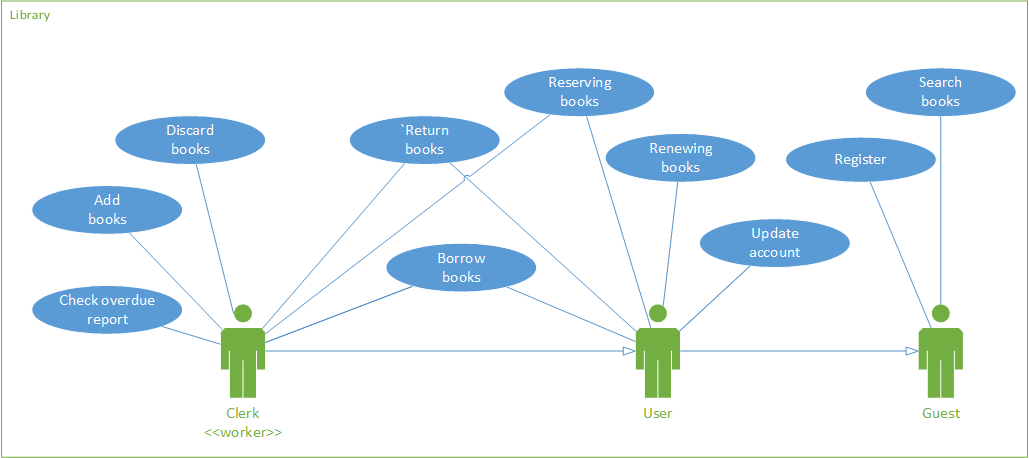 Library
Reserving
books
Search
books
Discard
books
`Return
books
Renewing
books
Register
Add
books
Update
account
Borrow
books
Check overdue
report
Clerk
<<worker>>
User
Guest